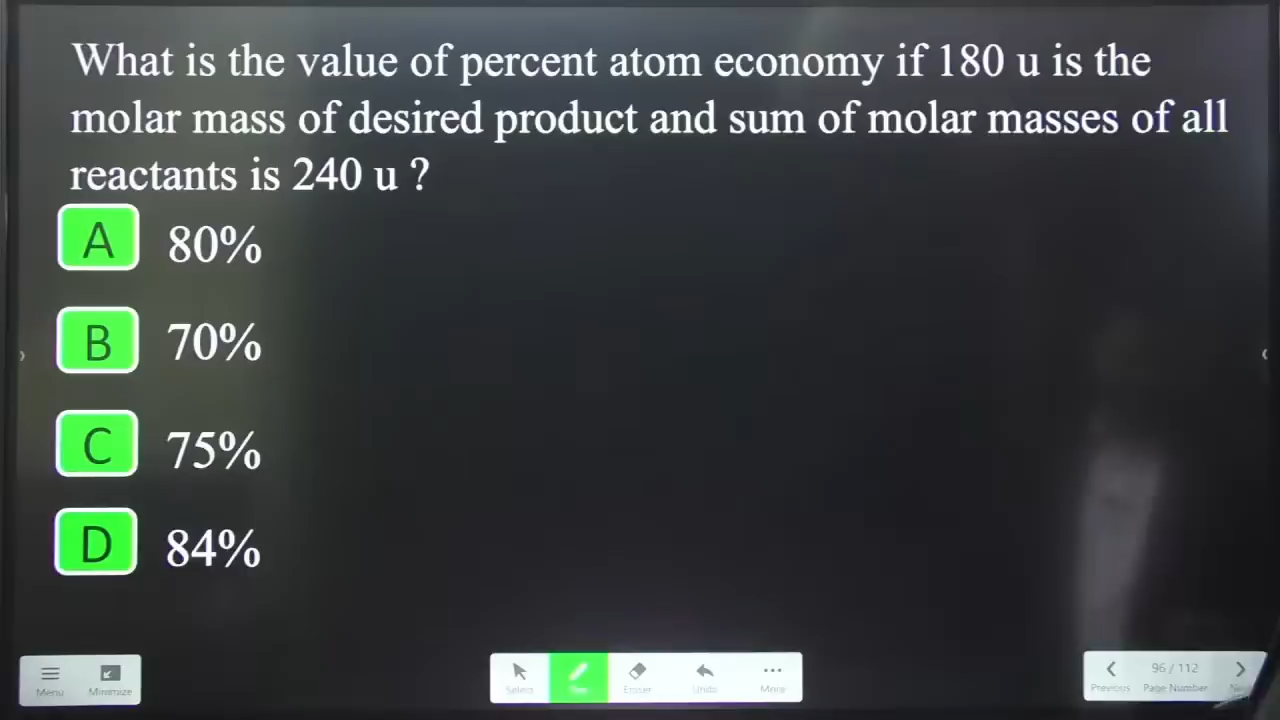 What is the value of percent atom economy if 180 u is the
molar mass of desired product and sum of molar masses of all
reactants is 240 u ?
A 80%
B 70%
C 75%
D 84%
Menu Minimize Select Pen Eraser Undo More Previous 96 / 112 Page Number